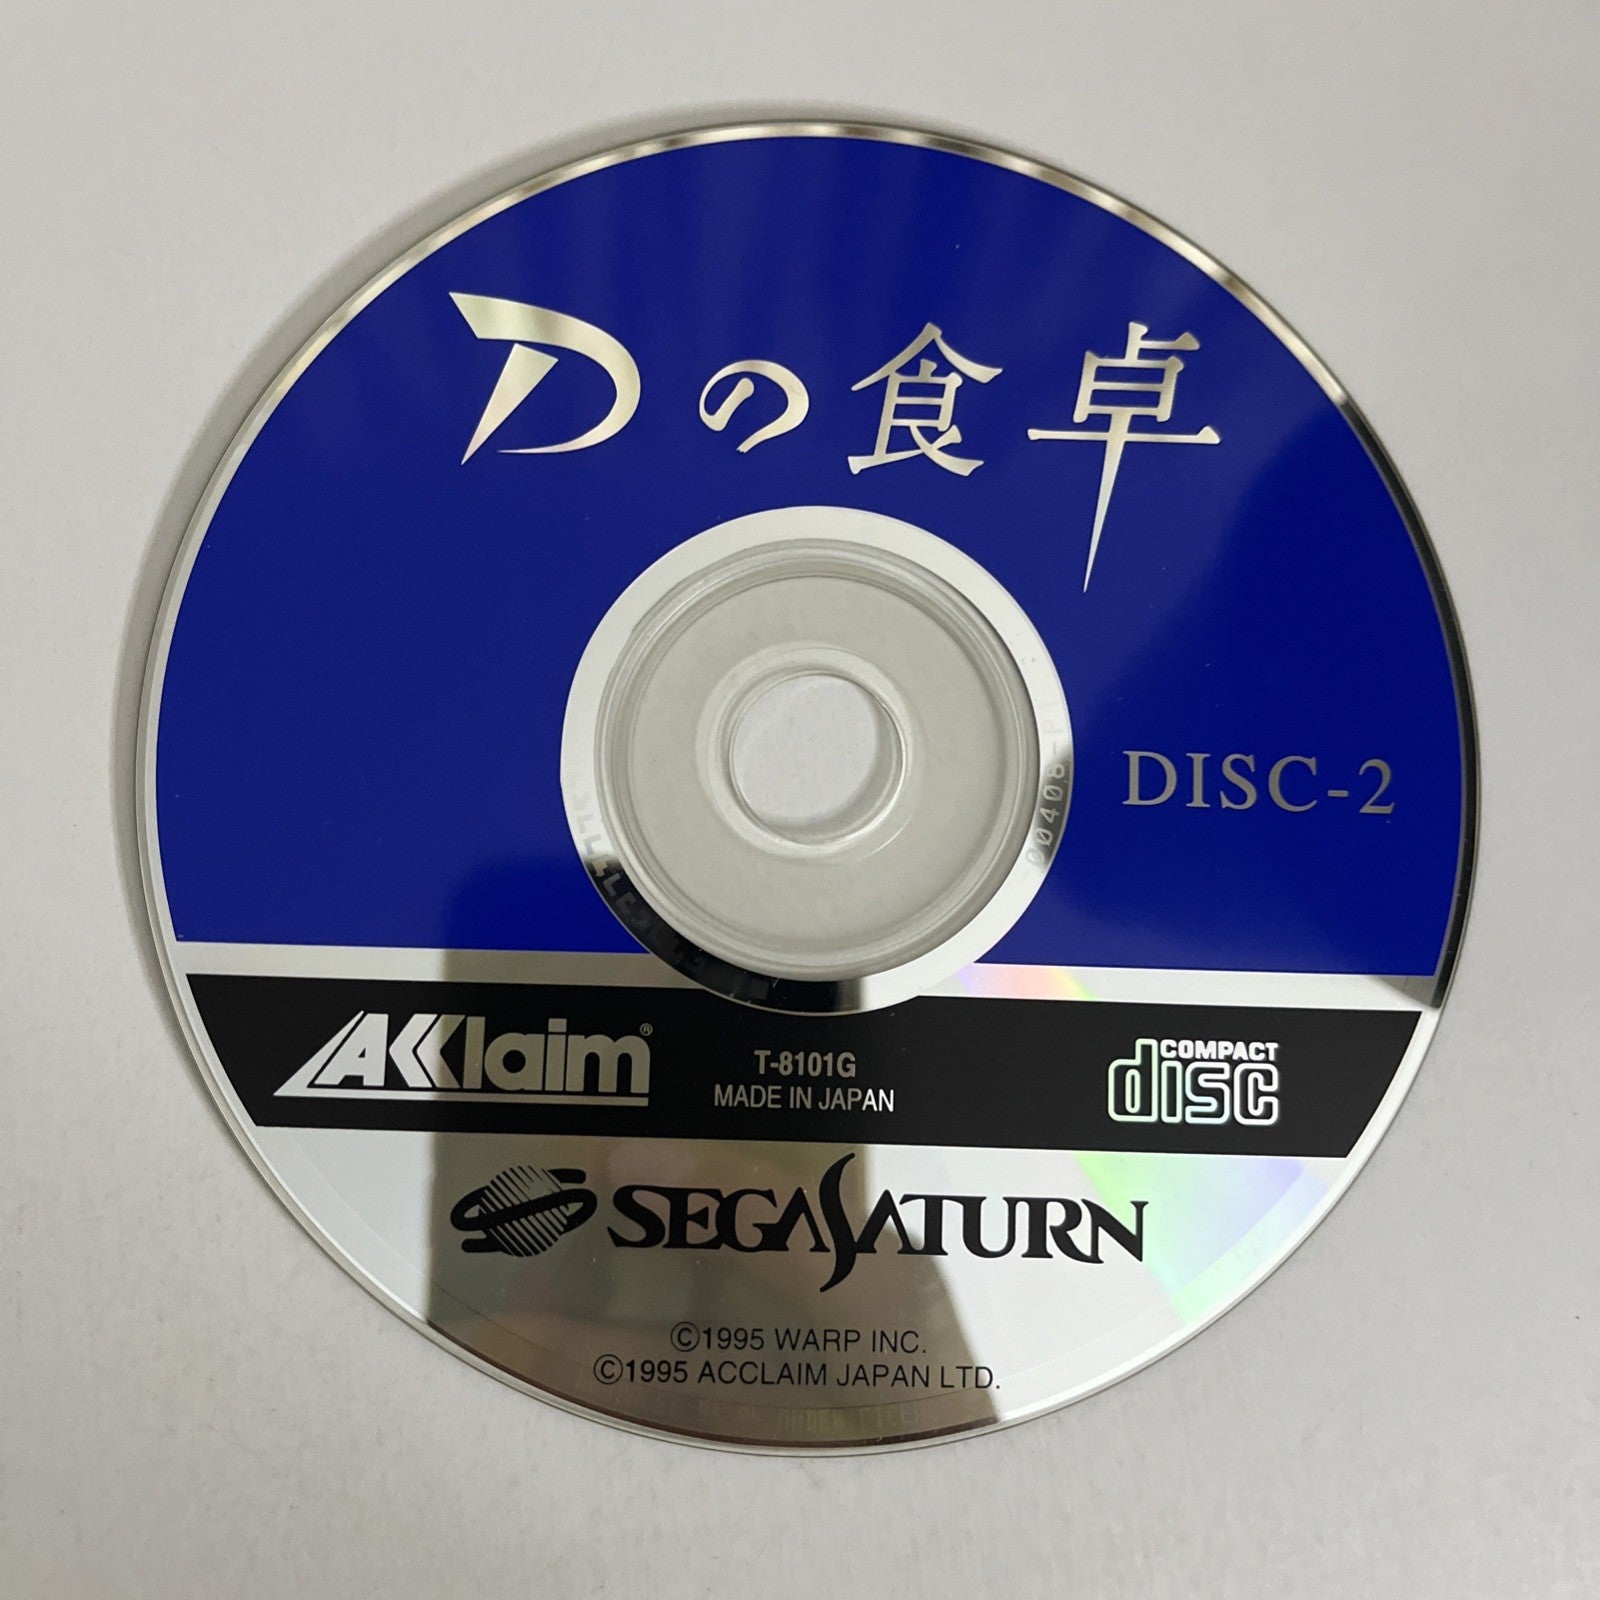 Dの食卓
DISC-2
AKKlaim®
T-8101G
MADE IN JAPAN
COMPACT
disc
SEGA SATURN
©1995 WARP INC.
©1995 ACCLAIM JAPAN LTD.